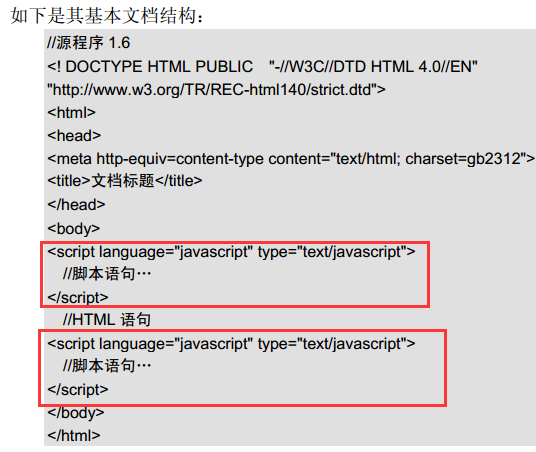 如下是其基本文档结构：
//源程序 1.6
<! DOCTYPE HTML PUBLIC "-//W3C//DTD HTML 4.0//EN"
"http://www.w3.org/TR/REC-html140/strict.dtd">
<html>
<head>
<meta http-equiv=content-type content="text/html; charset=gb2312">
<title>文档标题</title>
</head>
<body>
<script language="javascript" type="text/javascript">
//脚本语句…
</script>
//HTML 语句
<script language="javascript" type="text/javascript">
//脚本语句…
</script>
</body>
</html>